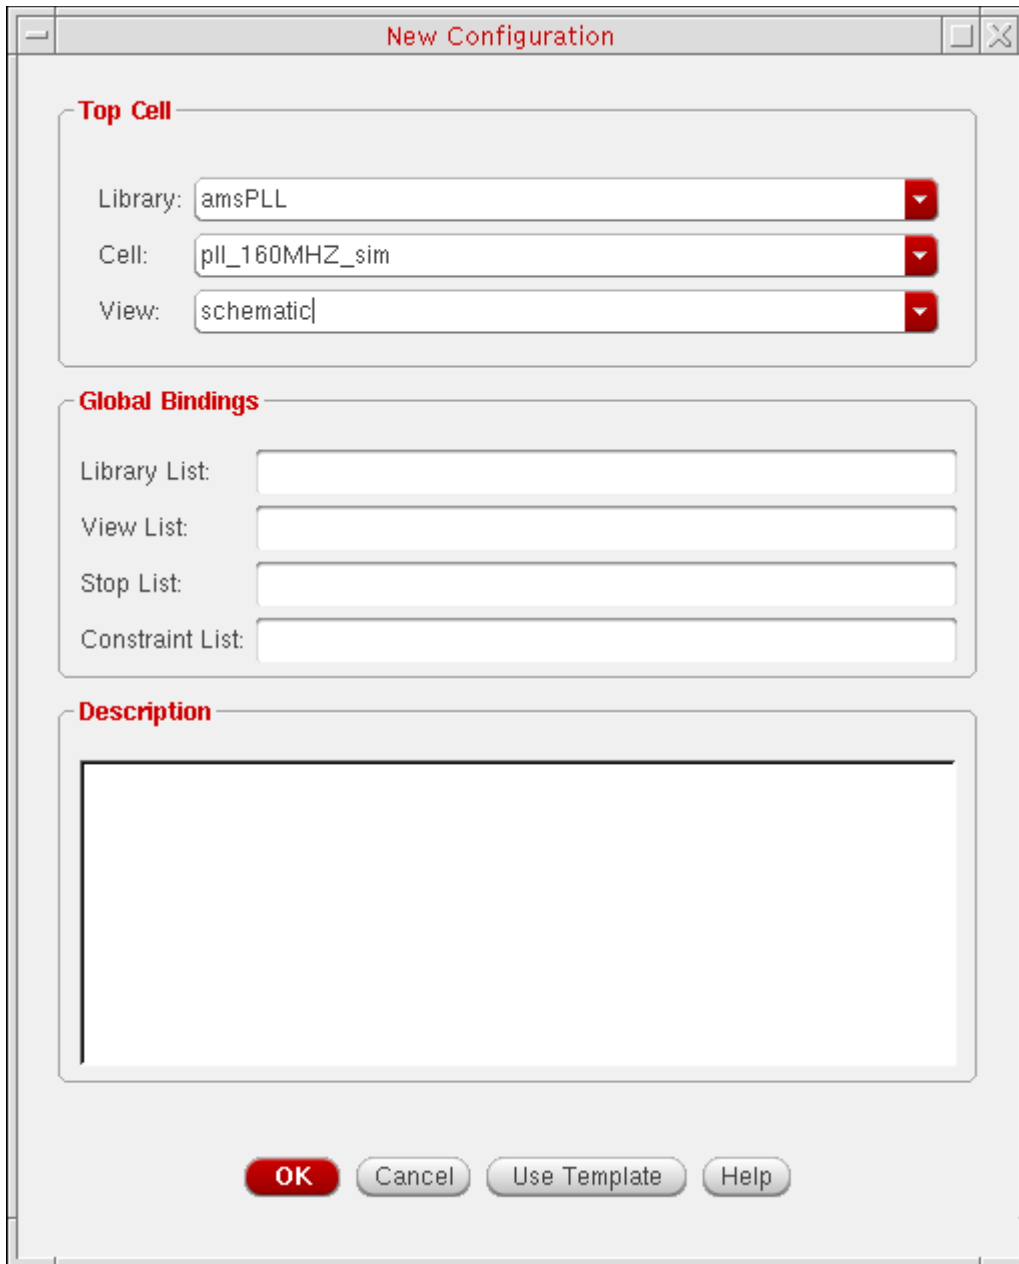 New Configuration
Top Cell
Library: amsPLL
Cell: pll_160MHZ_sim
View: schematic
Global Bindings
Library List:
View List:
Stop List:
Constraint List:
Description
OK Cancel Use Template Help